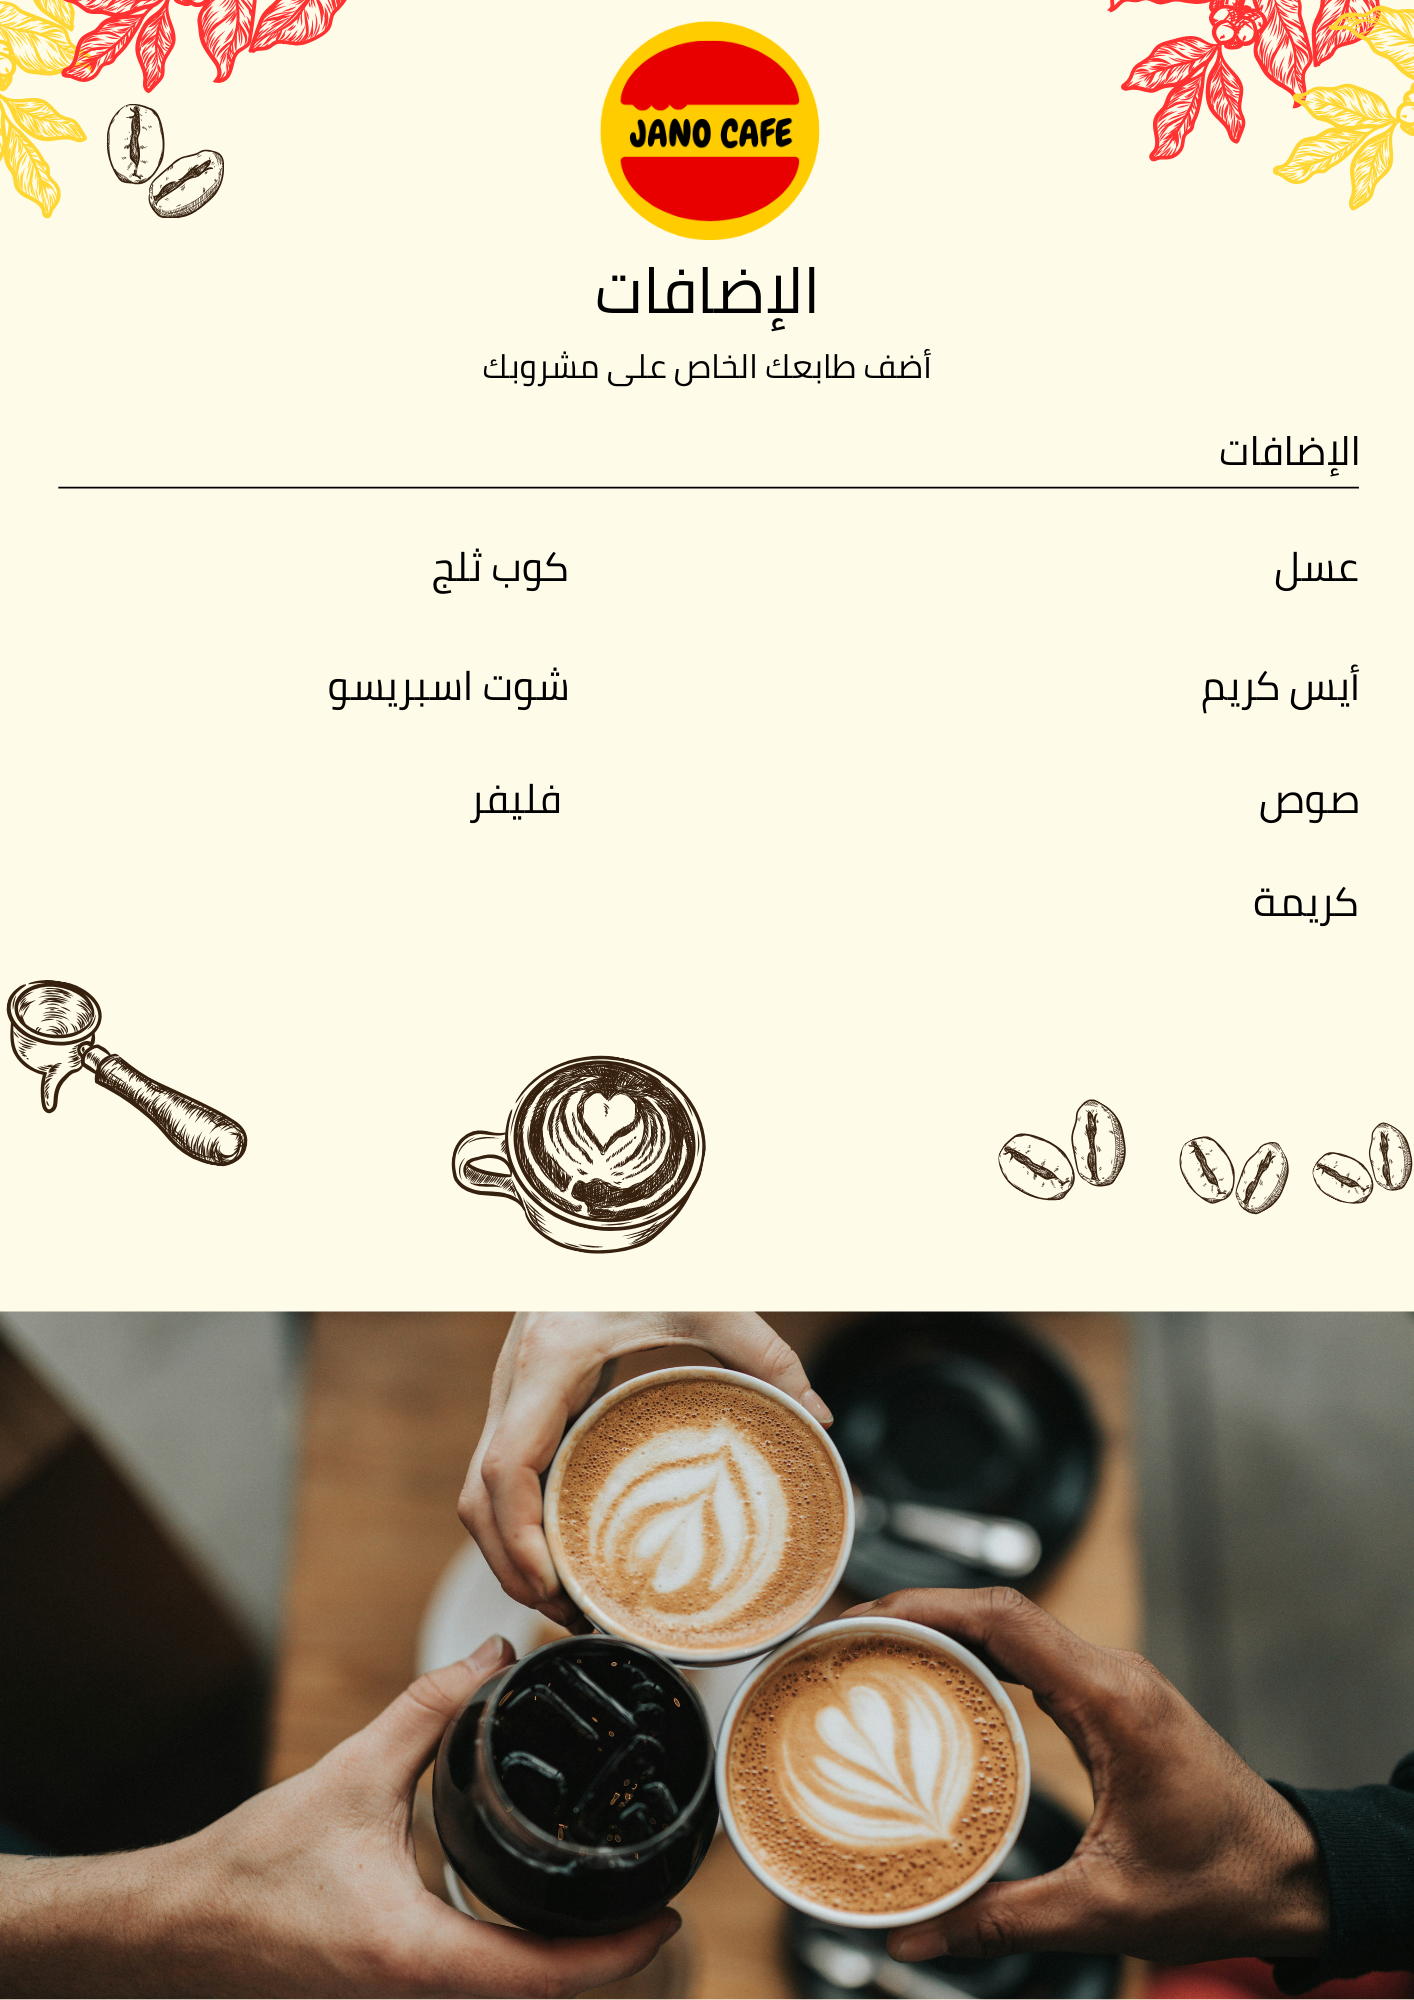 JANO CAFE
الإضافات
أضف طابعك الخاص على مشروبك
الإضافات
عسل
كوب ثلج
أيس كريم
شوت اسبريسو
صوص
فليفر
كريمة